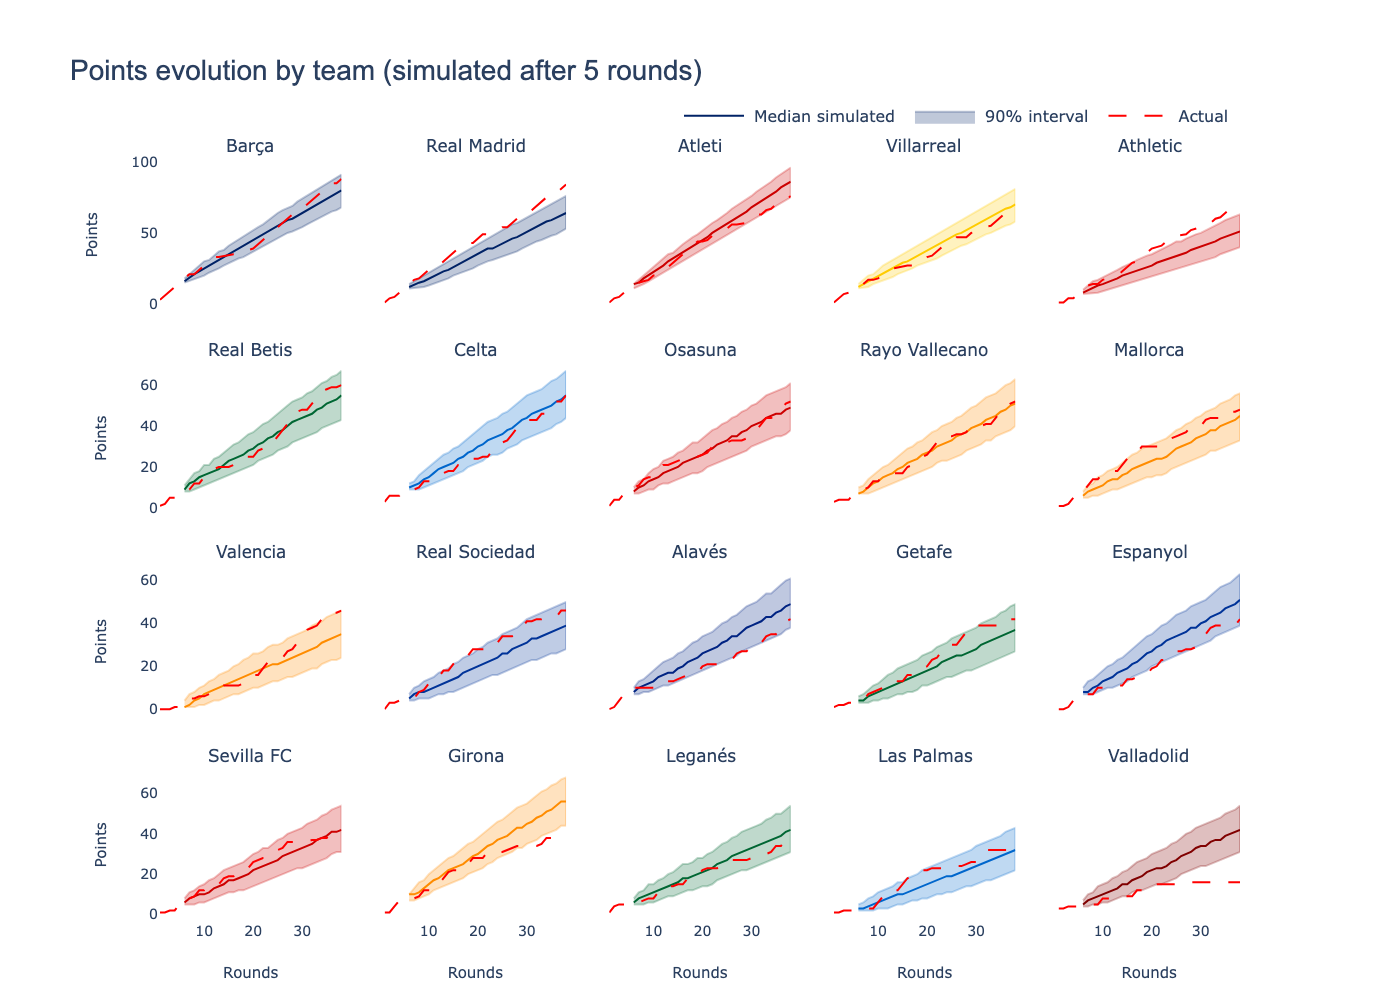 Points evolution by team (simulated after 5 rounds)
Median simulated 90% interval Actual
Barça Real Madrid Atleti Villarreal Athletic
100
50
0
Points
Real Betis Celta Osasuna Rayo Vallecano Mallorca
60
40
20
0
Points
Valencia Real Sociedad Alavés Getafe Espanyol
60
40
20
0
Points
Sevilla FC Girona Leganés Las Palmas Valladolid
60
40
20
0
Points
10 20 30 10 20 30 10 20 30 10 20 30 10 20 30
Rounds Rounds Rounds Rounds Rounds